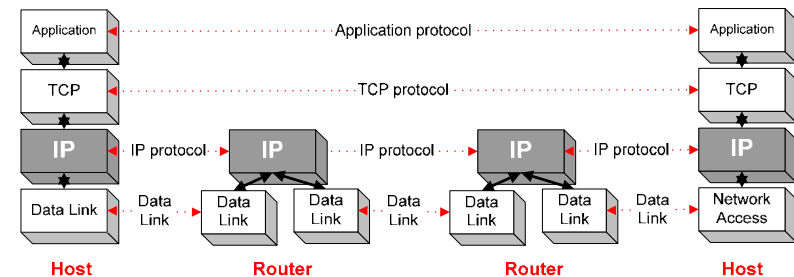 Application Application protocol Application
TCP TCP protocol TCP
IP IP protocol IP IP protocol IP IP protocol IP
Data Link Data Link Data Link Data Link Data Link Data Link Data Link Data Link Network Access
Host Router Router Host